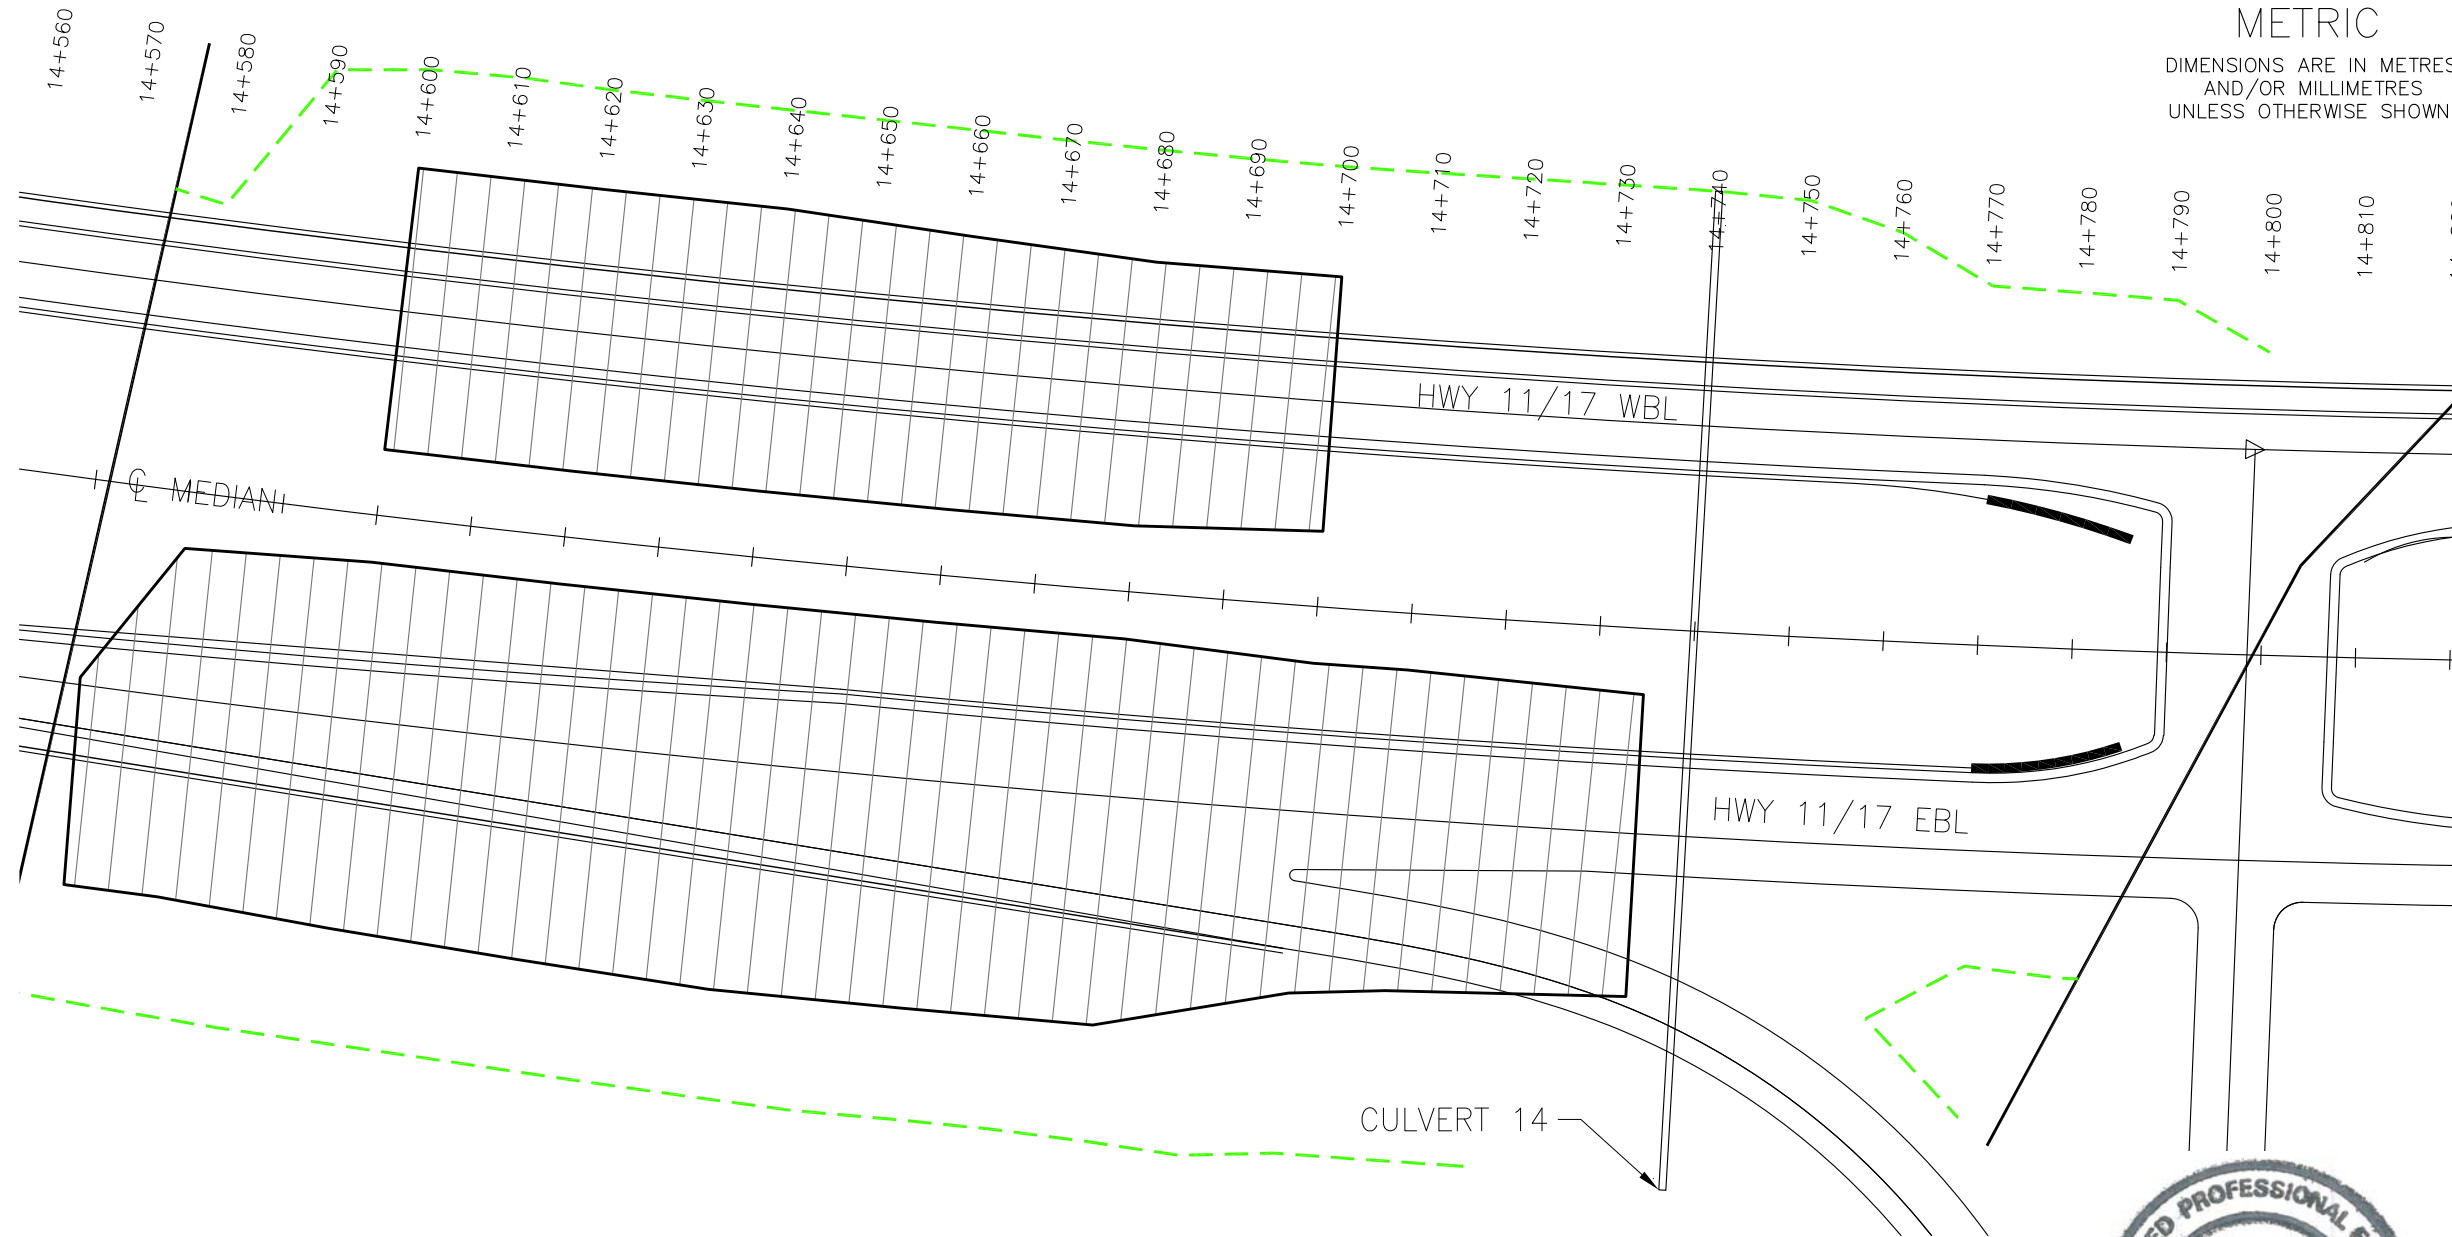 METRIC
DIMENSIONS ARE IN METRES
AND/OR MILLIMETRES
UNLESS OTHERWISE SHOWN
14+560
14+570
14+580
14+590
14+600
14+610
14+620
14+630
14+640
14+650
14+660
14+670
14+680
14+690
14+700
14+710
14+720
14+730
14+740
14+750
14+760
14+770
14+780
14+790
14+800
14+810
HWY 11/17 WBL
℄ MEDIANI
HWY 11/17 EBL
CULVERT 14
PROFESSIONAL